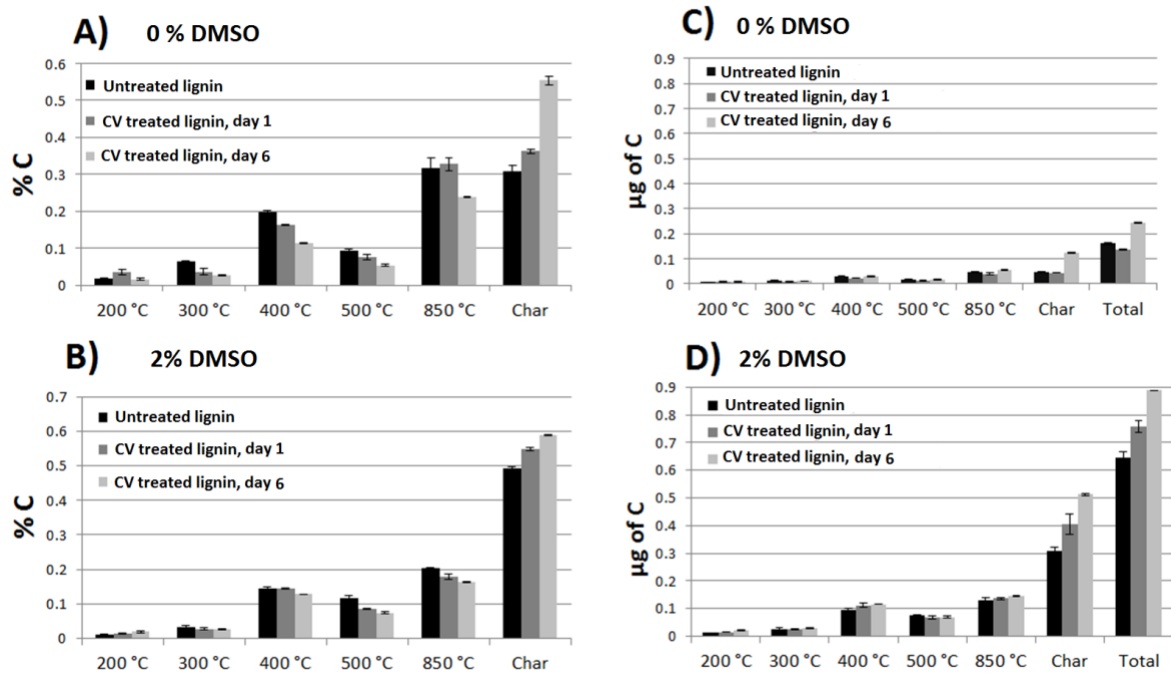 A) 0 % DMSO
% C
0.6
0.5
0.4
0.3
0.2
0.1
0
Untreated lignin
CV treated lignin, day 1
CV treated lignin, day 6
200 °C 300 °C 400 °C 500 °C 850 °C Char
B) 2% DMSO
% C
0.7
0.6
0.5
0.4
0.3
0.2
0.1
0
Untreated lignin
CV treated lignin, day 1
CV treated lignin, day 6
200 °C 300 °C 400 °C 500 °C 850 °C Char
C) 0 % DMSO
µg of C
0.9
0.8
0.7
0.6
0.5
0.4
0.3
0.2
0.1
0
Untreated lignin
CV treated lignin, day 1
CV treated lignin, day 6
200 °C 300 °C 400 °C 500 °C 850 °C Char Total
D) 2% DMSO
µg of C
0.9
0.8
0.7
0.6
0.5
0.4
0.3
0.2
0.1
0
Untreated lignin
CV treated lignin, day 1
CV treated lignin, day 6
200 °C 300 °C 400 °C 500 °C 850 °C Char Total